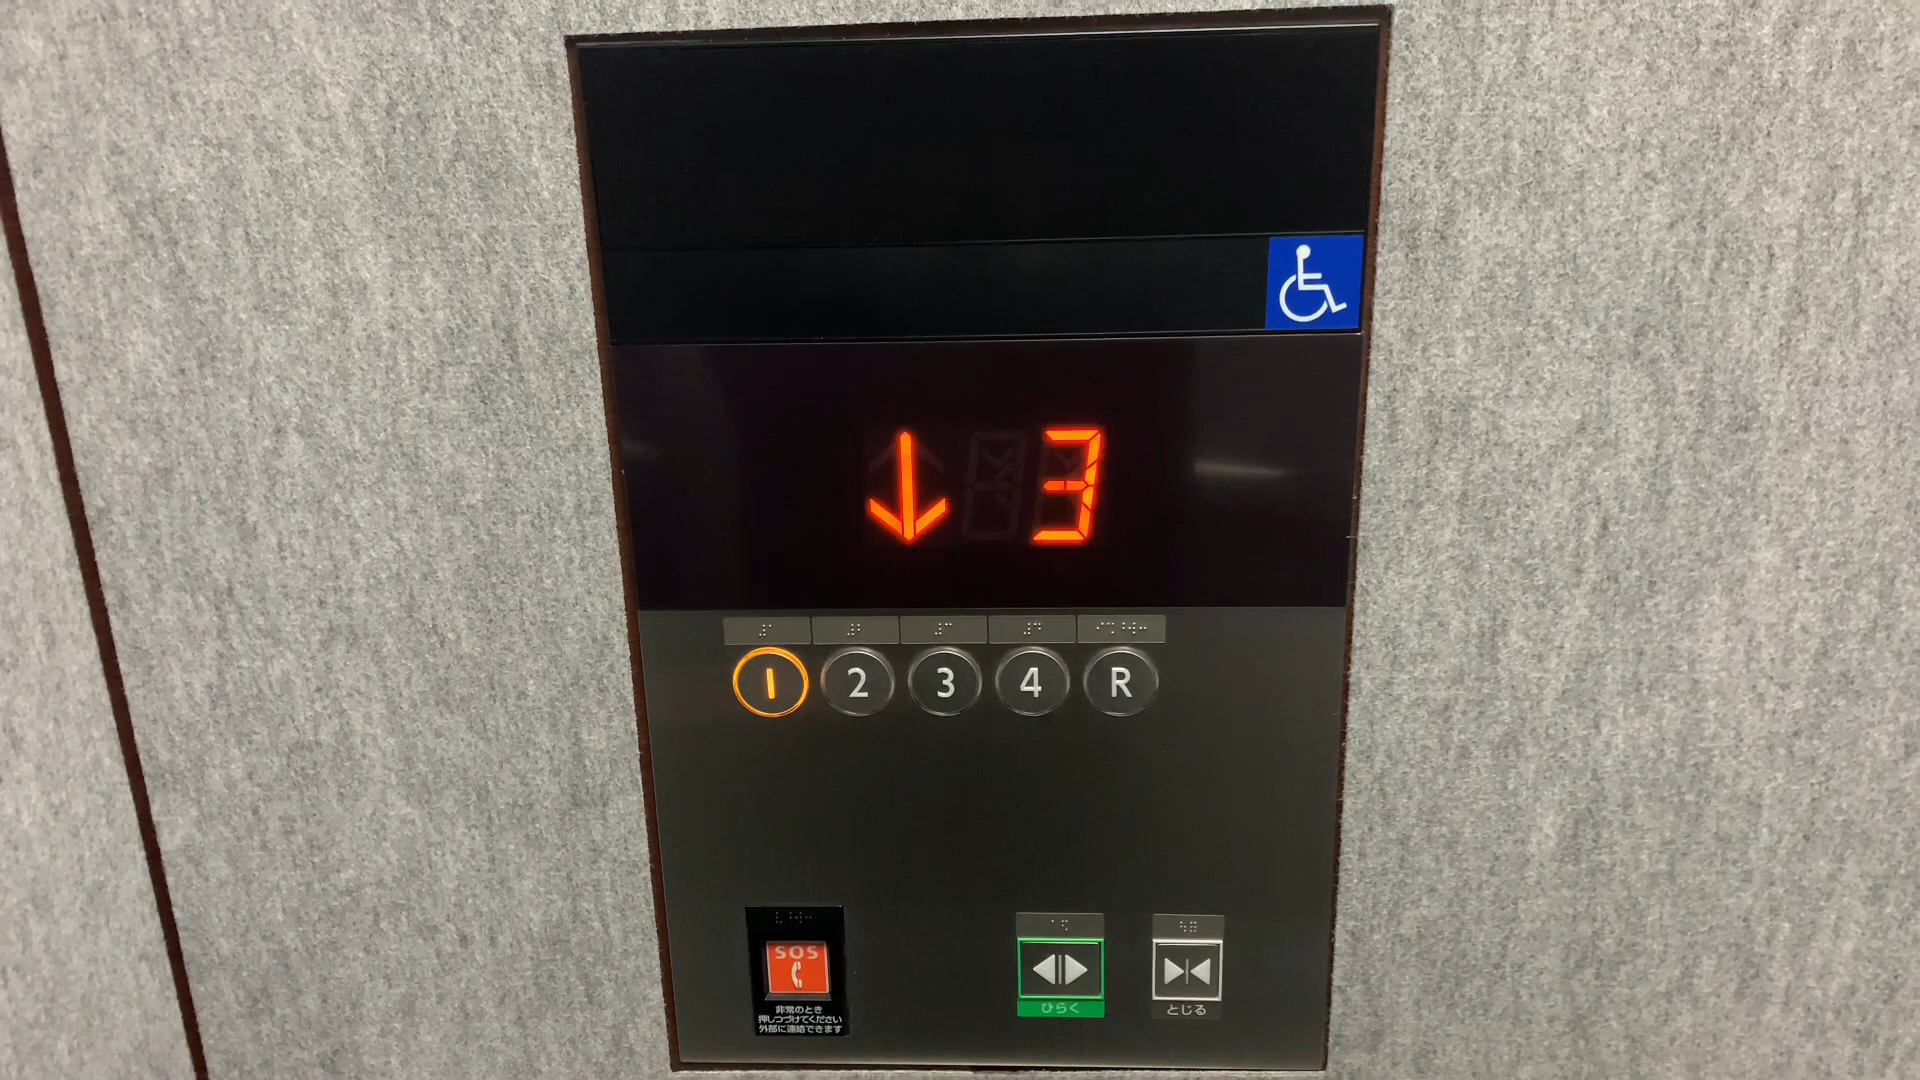 ↓ 3
1 2 3 4 R
SOS
非常のとき
押しつづけてください
外部に連絡できます
ひらく
とじる